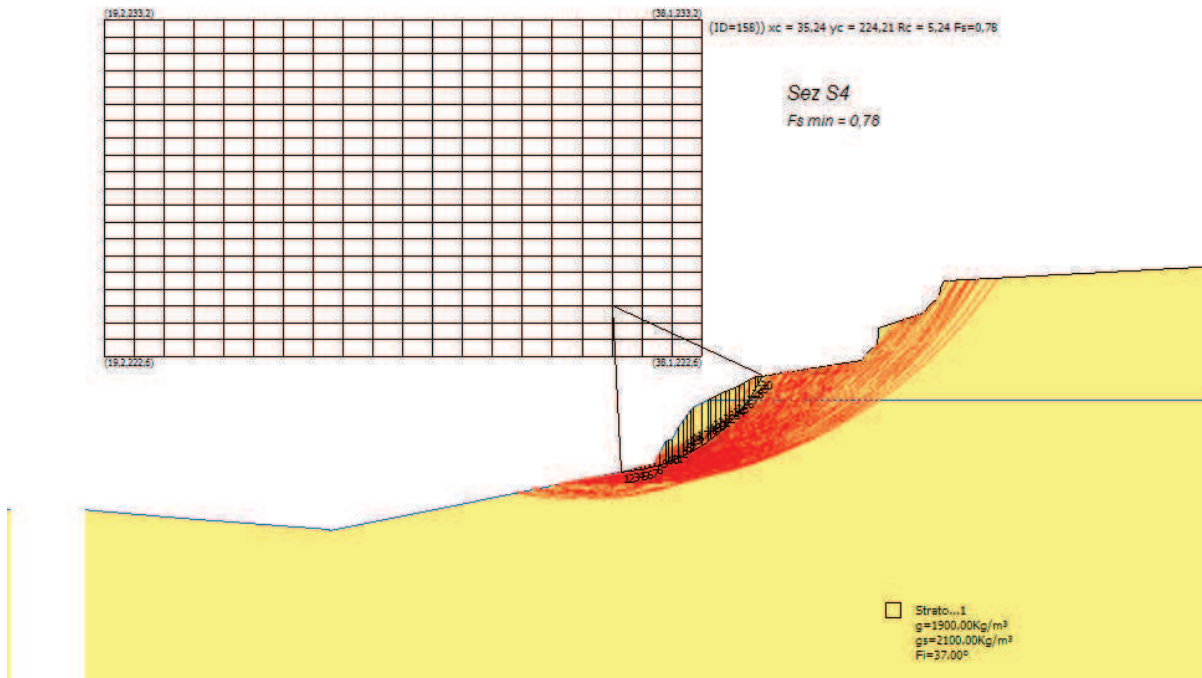 (19,2,233,2)
(38,1,233,2)
(ID=158)) xc = 35,24 yc = 224,21 Rc = 5,24 Fs=0,78
Sez S4
Fs min = 0,78
(19,2,222,6)
(38,1,222,6)
Strato...1
g=1900.00Kg/m³
gs=2100.00Kg/m³
Fi=37.00°